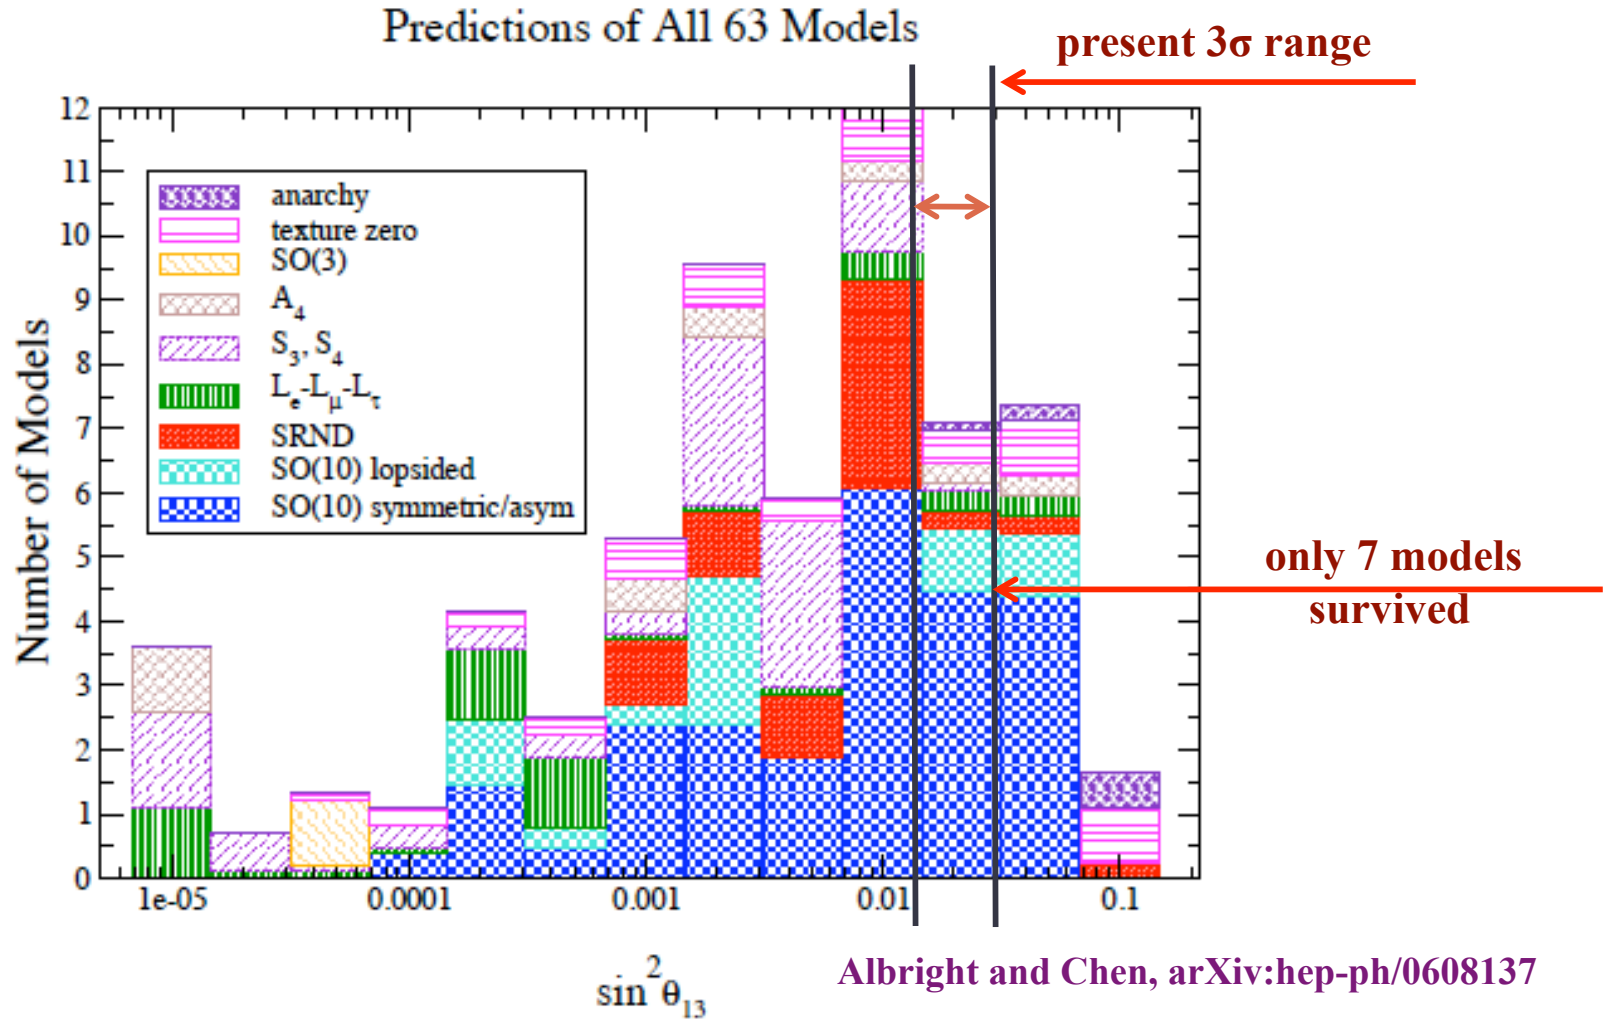 Predictions of All 63 Models
present 3σ range
12
11
10
9
8
7
6
5
4
3
2
1
0
Number of Models
anarchy
texture zero
SO(3)
A4
S3, S4
Le-Lμ-Lτ
SRND
SO(10) lopsided
SO(10) symmetric/asym
only 7 models
survived
1e-05 0.0001 0.001 0.01 0.1
sin2θ13
Albright and Chen, arXiv:hep-ph/0608137